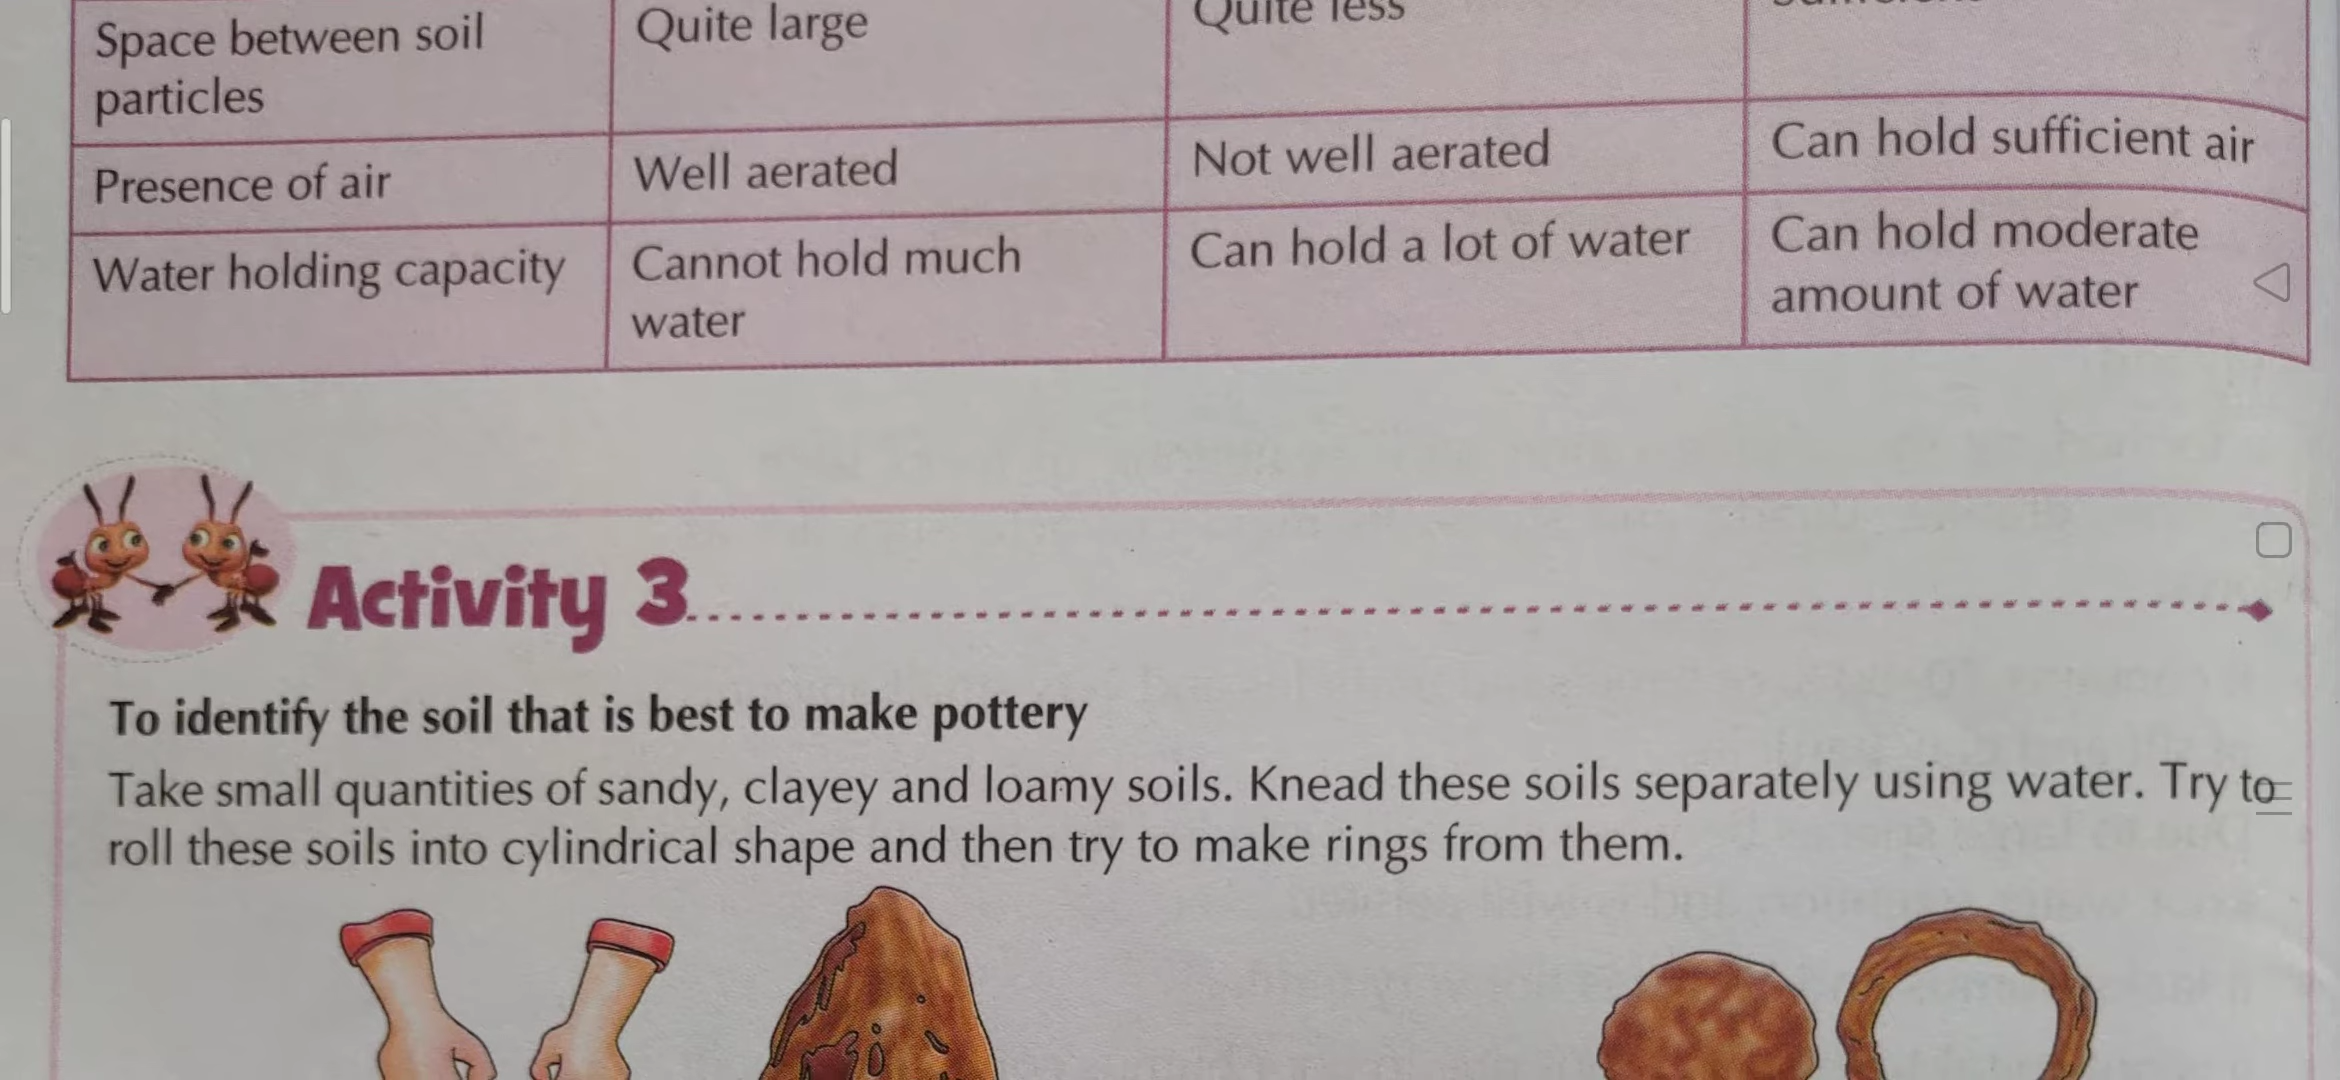 Space between soil
particles
Quite large
Quite less
Presence of air
Well aerated
Not well aerated
Can hold sufficient air
Water holding capacity
Cannot hold much
water
Can hold a lot of water
Can hold moderate
amount of water
Activity 3
To identify the soil that is best to make pottery
Take small quantities of sandy, clayey and loamy soils. Knead these soils separately using water. Try to
roll these soils into cylindrical shape and then try to make rings from them.